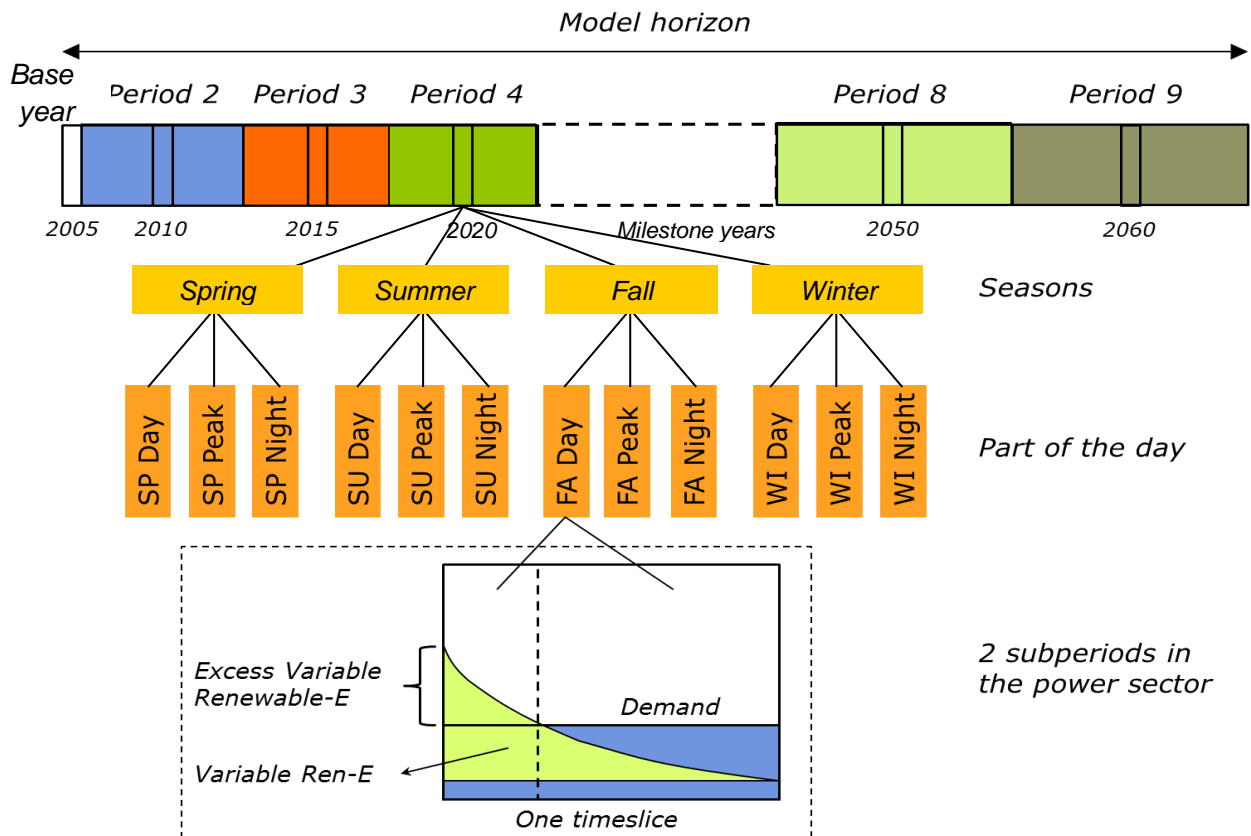 Model horizon
Base
year
Period 2
Period 3
Period 4
Period 8
Period 9
2005
2010
2015
2020
Milestone years
2050
2060
Spring
Summer
Fall
Winter
Seasons
SP Day
SP Peak
SP Night
SU Day
SU Peak
SU Night
FA Day
FA Peak
FA Night
WI Day
WI Peak
WI Night
Part of the day
Excess Variable
Renewable-E
Demand
Variable Ren-E
One timeslice
2 subperiods in
the power sector